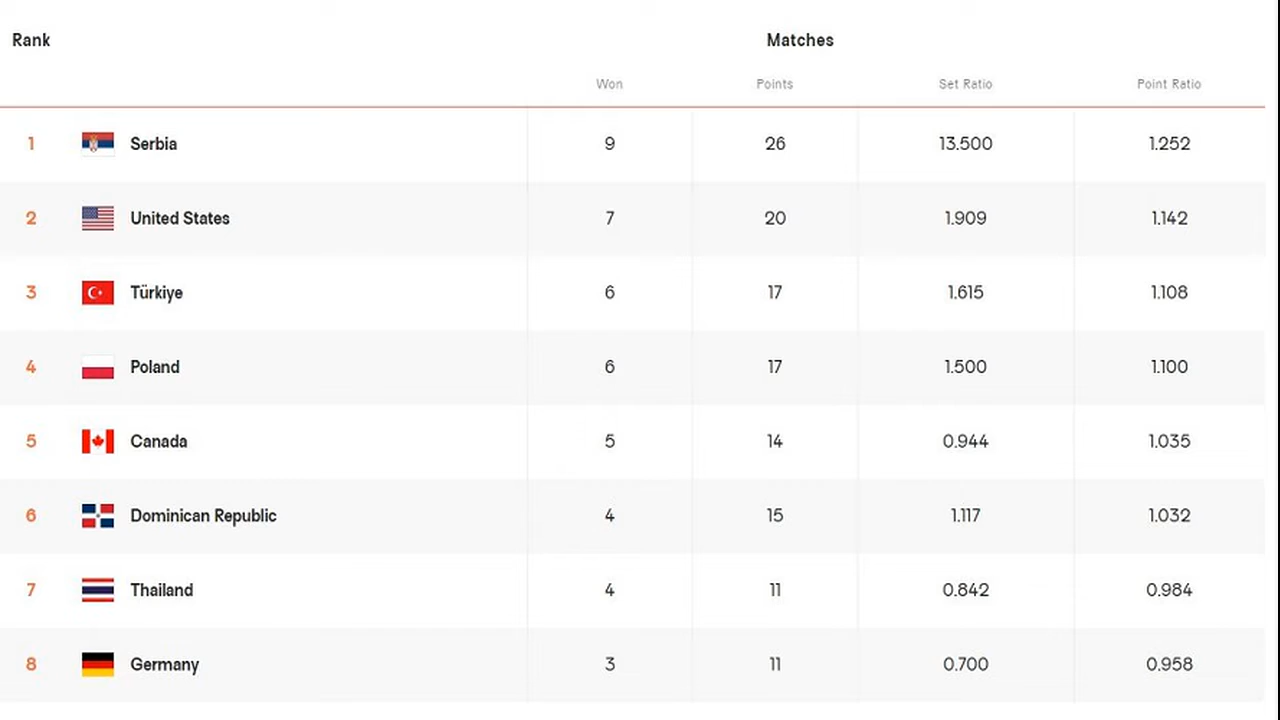 Rank Matches
Won Points Set Ratio Point Ratio
1 Serbia 9 26 13.500 1.252
2 United States 7 20 1.909 1.142
3 Türkiye 6 17 1.615 1.108
4 Poland 6 17 1.500 1.100
5 Canada 5 14 0.944 1.035
6 Dominican Republic 4 15 1.117 1.032
7 Thailand 4 11 0.842 0.984
8 Germany 3 11 0.700 0.958